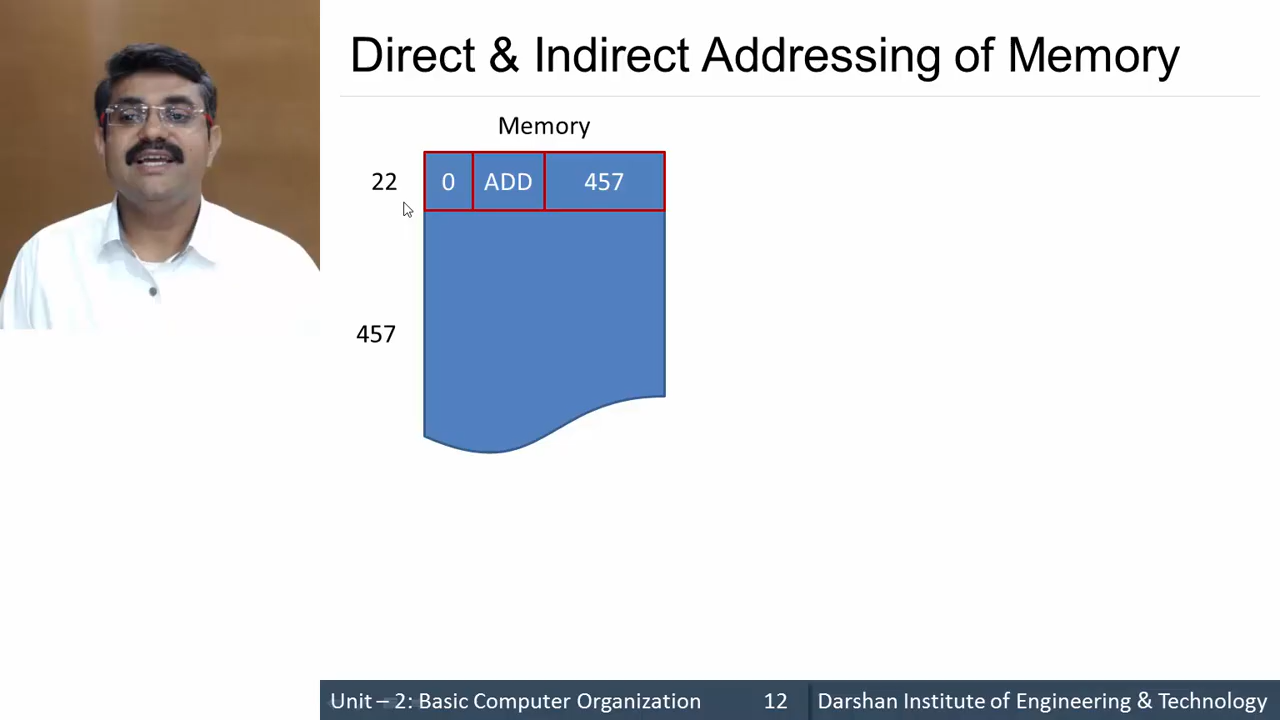 Direct & Indirect Addressing of Memory
Memory
22 0 ADD 457
457
Unit – 2: Basic Computer Organization 12 Darshan Institute of Engineering & Technology